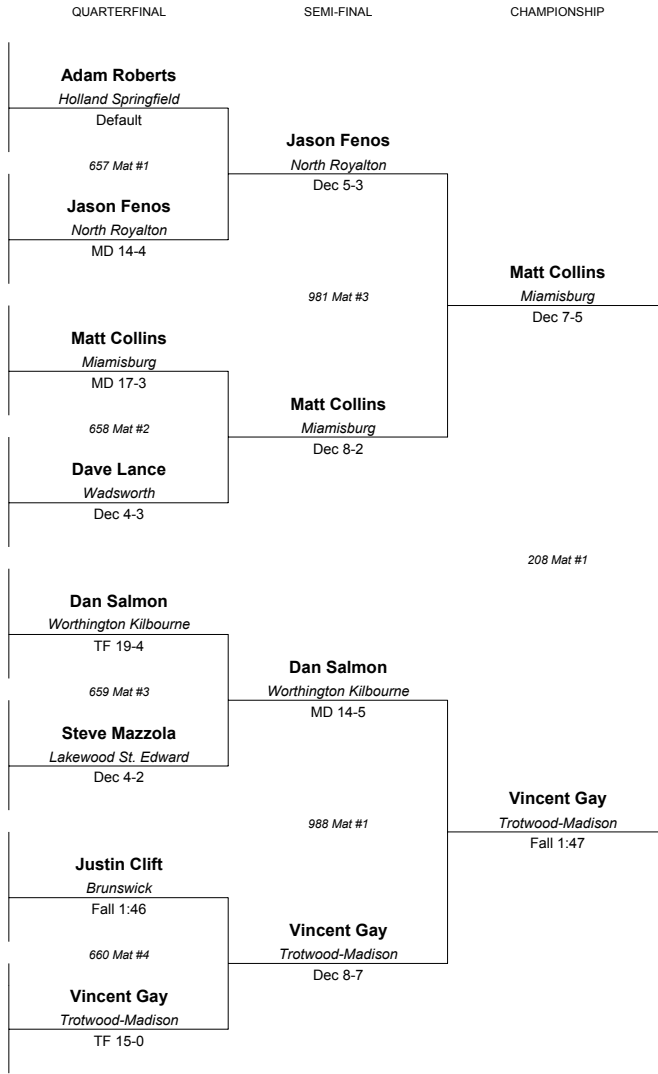 QUARTERFINAL SEMI-FINAL CHAMPIONSHIP
Adam Roberts
Holland Springfield
Default
657 Mat #1
Jason Fenos
North Royalton
MD 14-4
Jason Fenos
North Royalton
Dec 5-3
981 Mat #3
Matt Collins
Miamisburg
MD 17-3
658 Mat #2
Dave Lance
Wadsworth
Dec 4-3
Matt Collins
Miamisburg
Dec 8-2
Matt Collins
Miamisburg
Dec 7-5
208 Mat #1
Dan Salmon
Worthington Kilbourne
TF 19-4
659 Mat #3
Steve Mazzola
Lakewood St. Edward
Dec 4-2
Dan Salmon
Worthington Kilbourne
MD 14-5
988 Mat #1
Justin Clift
Brunswick
Fall 1:46
660 Mat #4
Vincent Gay
Trotwood-Madison
TF 15-0
Vincent Gay
Trotwood-Madison
Dec 8-7
Vincent Gay
Trotwood-Madison
Fall 1:47